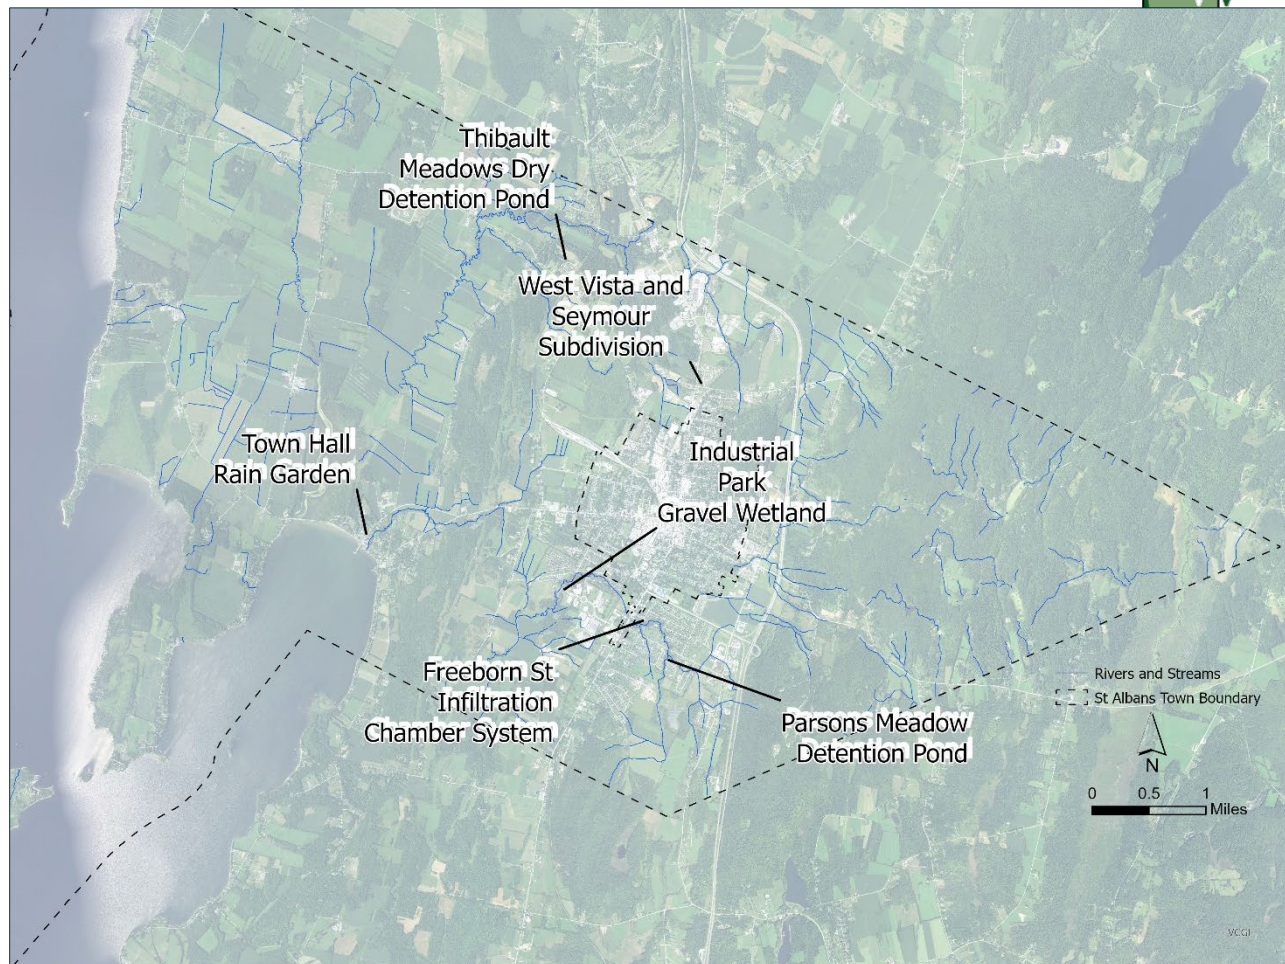 Thibault
Meadows Dry
Detention Pond
West Vista and
Seymour
Subdivision
Town Hall
Rain Garden
Industrial
Park
Gravel Wetland
Freeborn St
Infiltration
Chamber System
Parsons Meadow
Detention Pond
Rivers and Streams
St Albans Town Boundary
N
0 0.5 1
Miles
VCGI